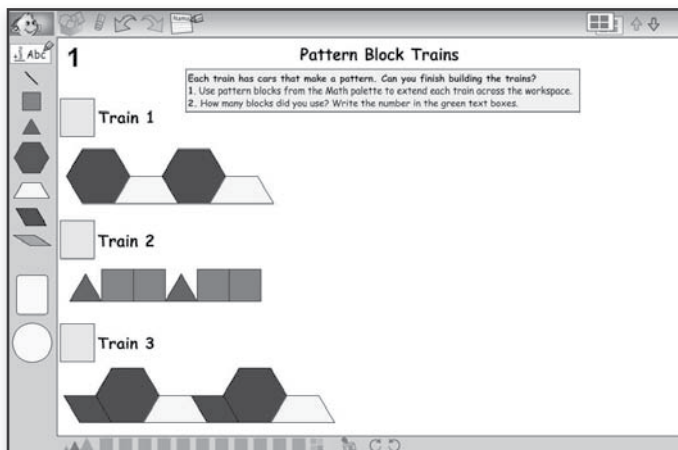 Name
Abc
1
Pattern Block Trains
Each train has cars that make a pattern. Can you finish building the trains?
1. Use pattern blocks from the Math palette to extend each train across the workspace.
2. How many blocks did you use? Write the number in the green text boxes.
Train 1
Train 2
Train 3